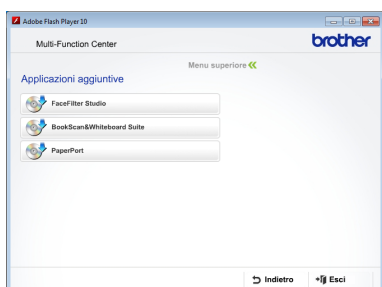 Adobe Flash Player 10
Multi-Function Center
brother
Menu superiore
Applicazioni aggiuntive
FaceFilter Studio
BookScan&Whiteboard Suite
PaperPort
Indietro
Esci